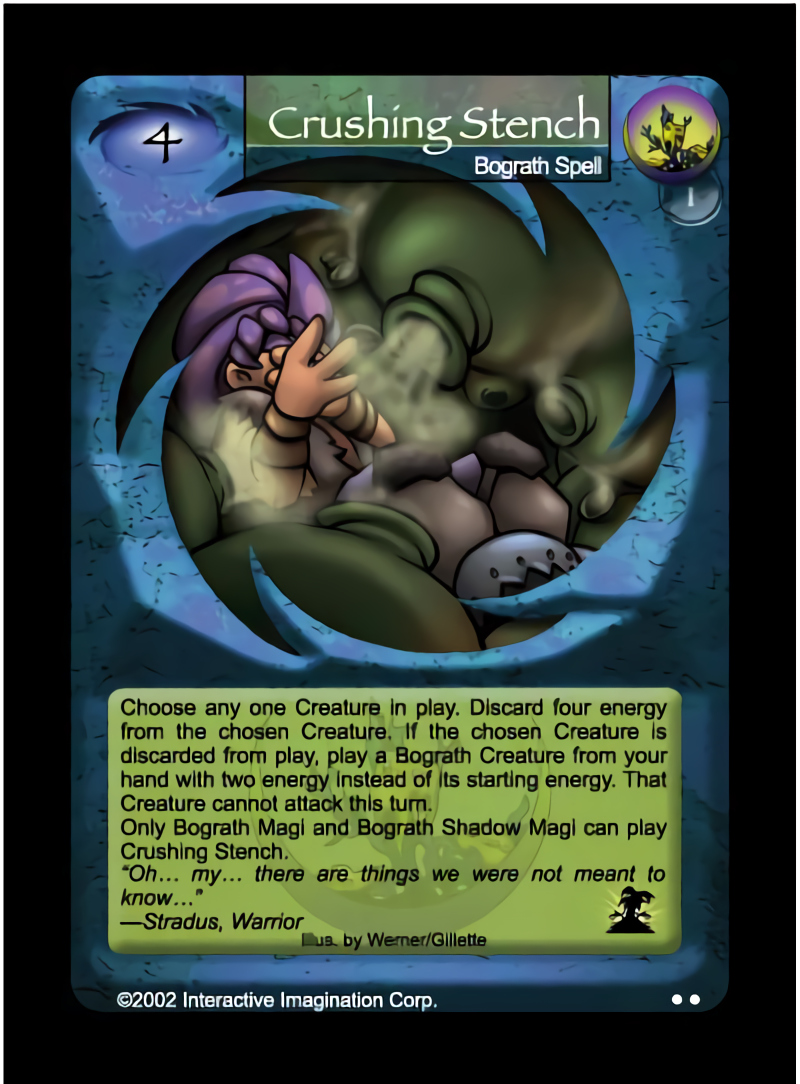 4
Crushing Stench
Bograth Spell
1
Choose any one Creature in play. Discard four energy
from the chosen Creature. If the chosen Creature is
discarded from play, play a Bograth Creature from your
hand with two energy instead of its starting energy. That
Creature cannot attack this turn.
Only Bograth Magi and Bograth Shadow Magi can play
Crushing Stench.
"Oh... my... there are things we were not meant to
know..."
—Stradus, Warrior
Illus. by Werner/Gillette
©2002 Interactive Imagination Corp.